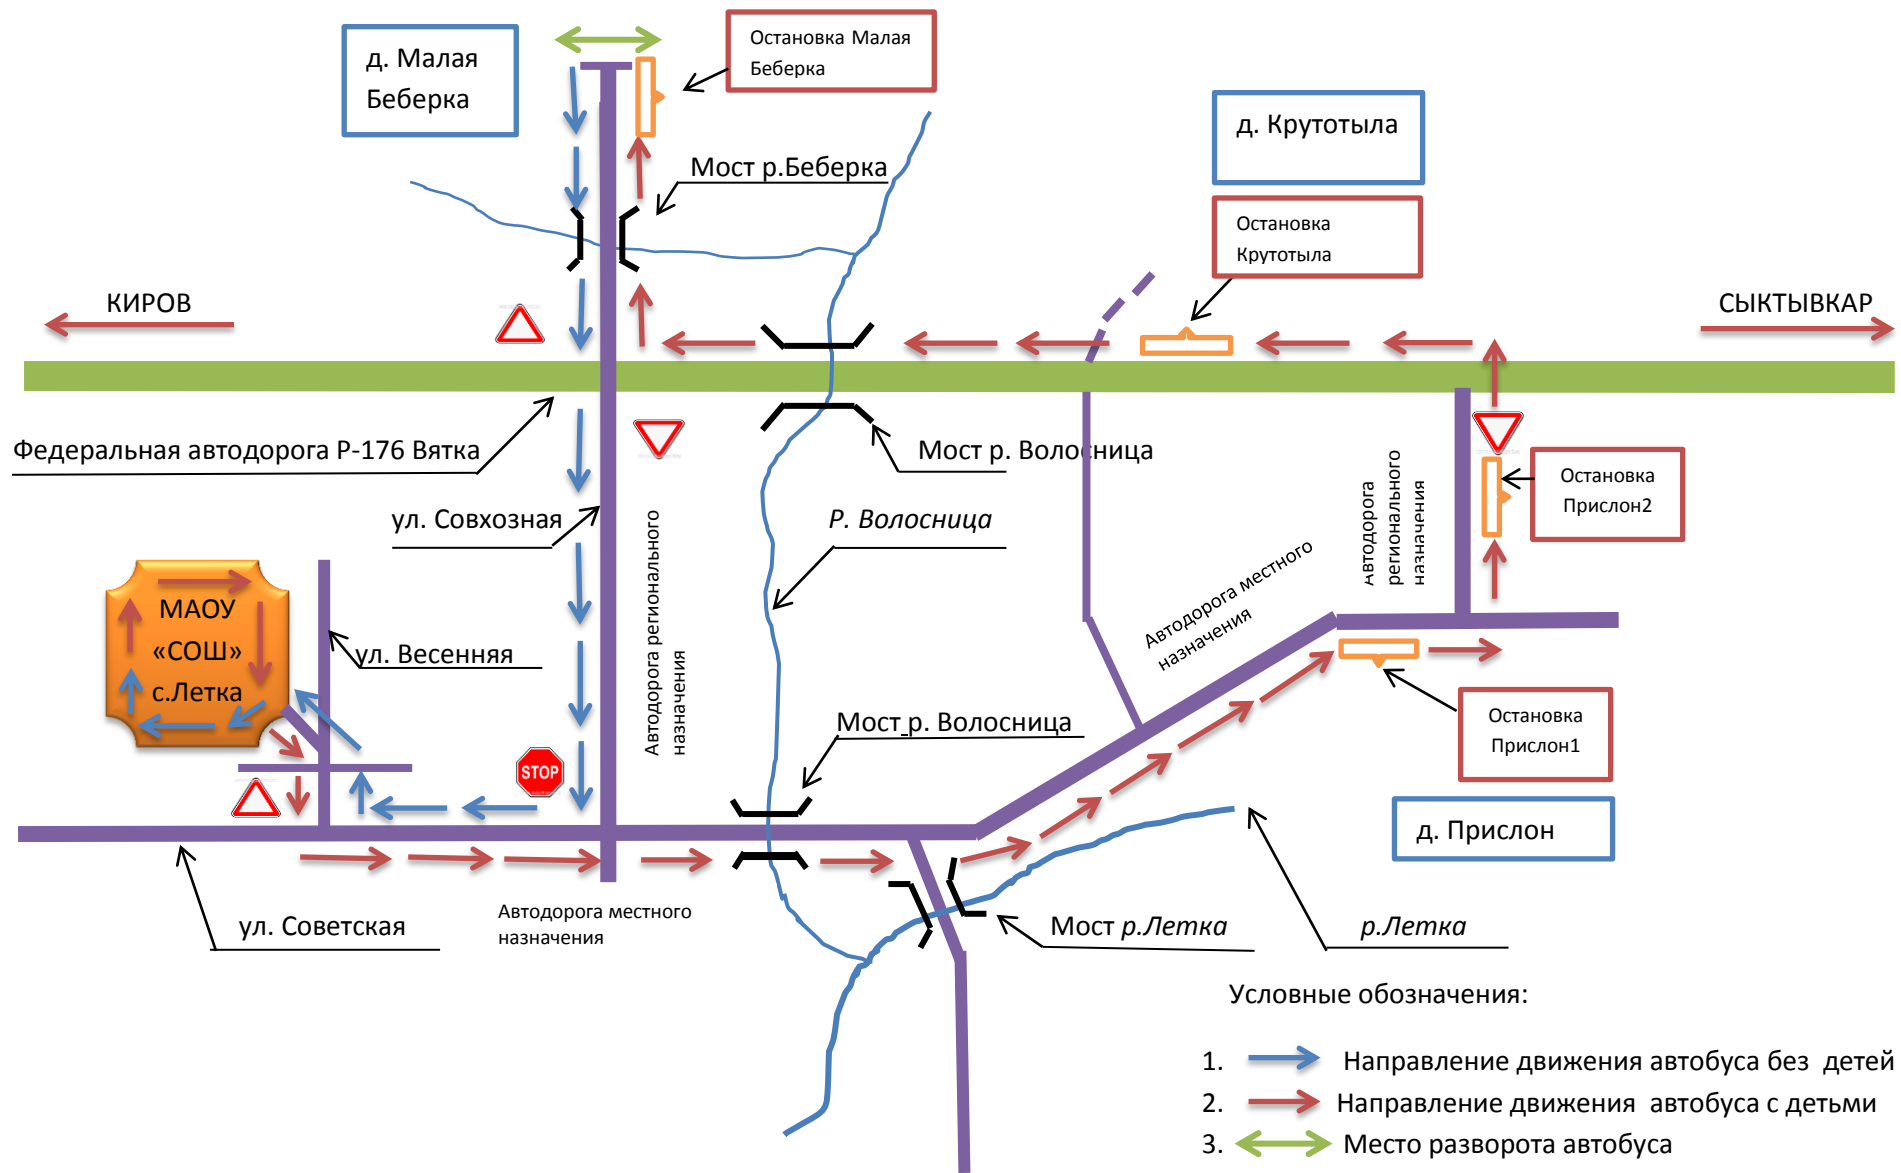 д. Малая
Беберка
Остановка Малая
Беберка
д. Крутотыла
Мост р.Беберка
Остановка
Крутотыла
КИРОВ
СЫКТЫВКАР
Федеральная автодорога Р-176 Вятка
Мост р. Волосница
Остановка
Прислон2
ул. Совхозная
Р. Волосница
Автодорога регионального
назначения
Автодорога
регионального
назначения
Автодорога местного
назначения
МАОУ
«СОШ»
с.Летка
ул. Весенняя
Мост р. Волосница
Остановка
Прислон1
STOP
д. Прислон
ул. Советская
Автодорога местного
назначения
Мост р.Летка
р.Летка
Условные обозначения:
1. Направление движения автобуса без детей
2. Направление движения автобуса с детьми
3. Место разворота автобуса